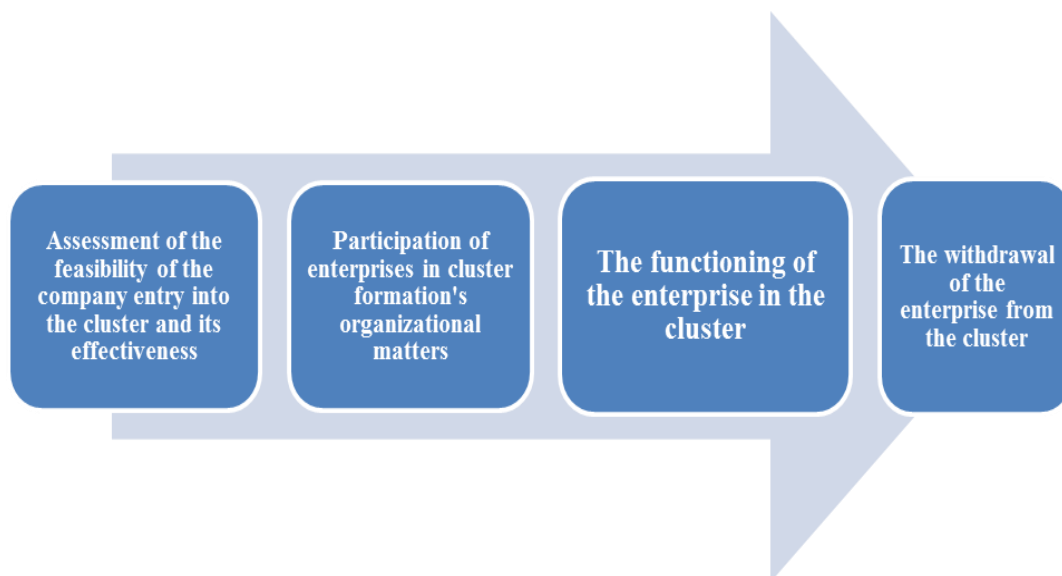 Assessment of the
feasibility of the
company entry into
the cluster and its
effectiveness
Participation of
enterprises in cluster
formation's
organizational
matters
The functioning of
the enterprise in the
cluster
The withdrawal
of the
enterprise from
the cluster